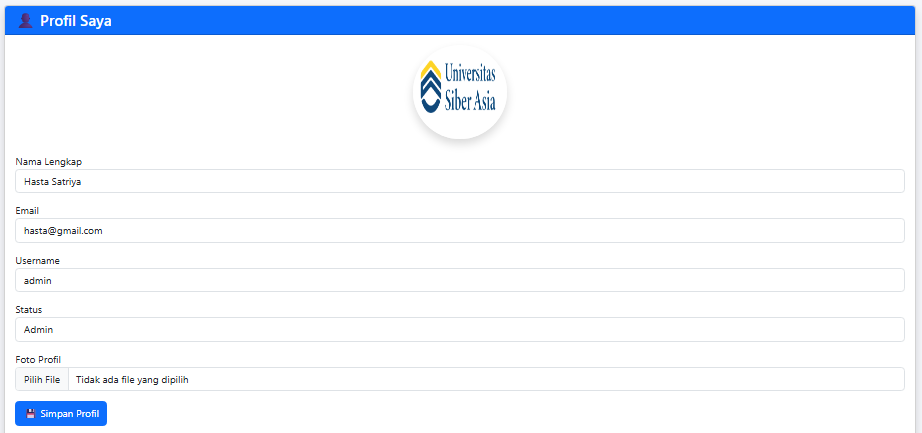 Profil Saya
Universitas
Siber Asia
Nama Lengkap
Hasta Satriya
Email
hasta@gmail.com
Username
admin
Status
Admin
Foto Profil
Pilih File Tidak ada file yang dipilih
Simpan Profil